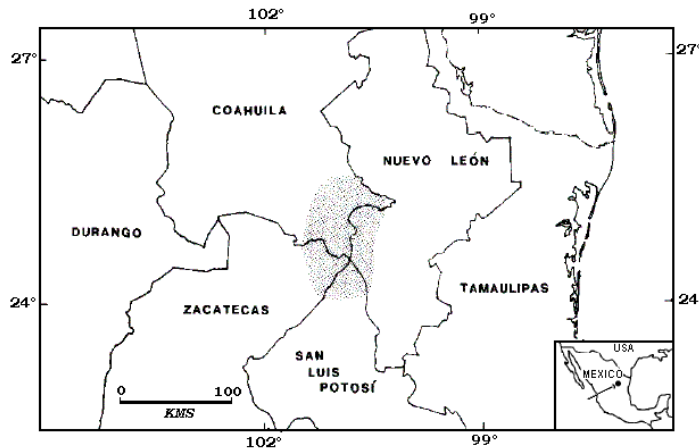 102° 99°
27° 27°
COAHUILA
NUEVO LEÓN
DURANGO
TAMAULIPAS
24° 24°
ZACATECAS
SAN
LUIS
POTOSÍ
0 100
KMS
USA
MEXICO
102° 99°